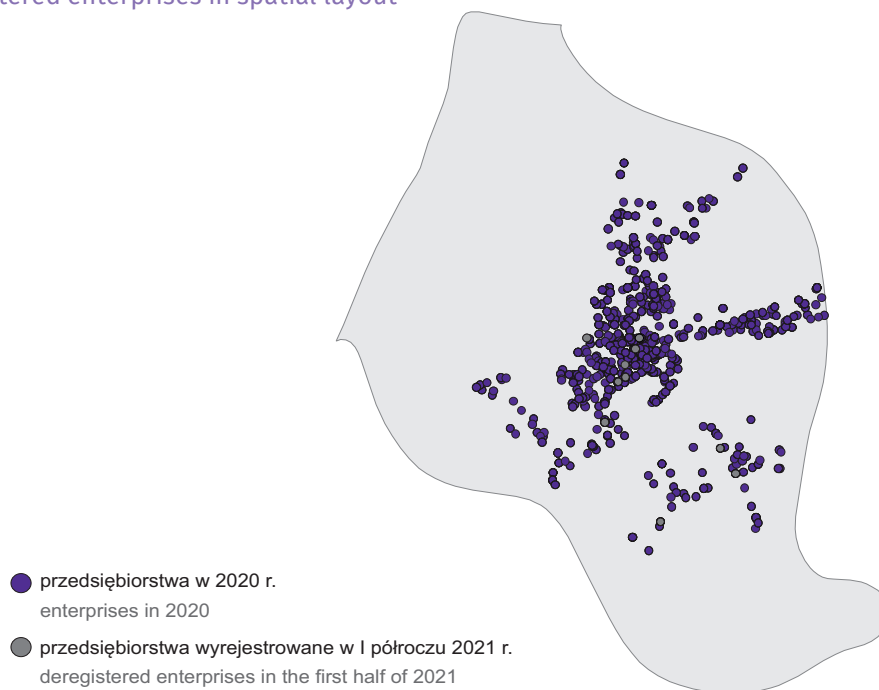 enterprises in spatial layout
przedsiębiorstwa w 2020 r.
enterprises in 2020
przedsiębiorstwa wyrejestrowane w I półroczu 2021 r.
deregistered enterprises in the first half of 2021